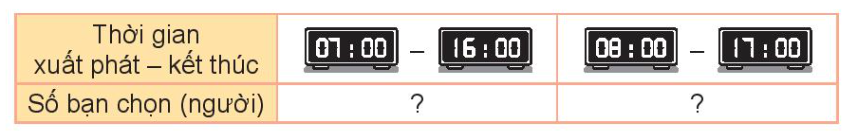 Thời gian
xuất phát – kết thúc
07:00 – 16:00
08:00 – 17:00
Số bạn chọn (người)
?
?